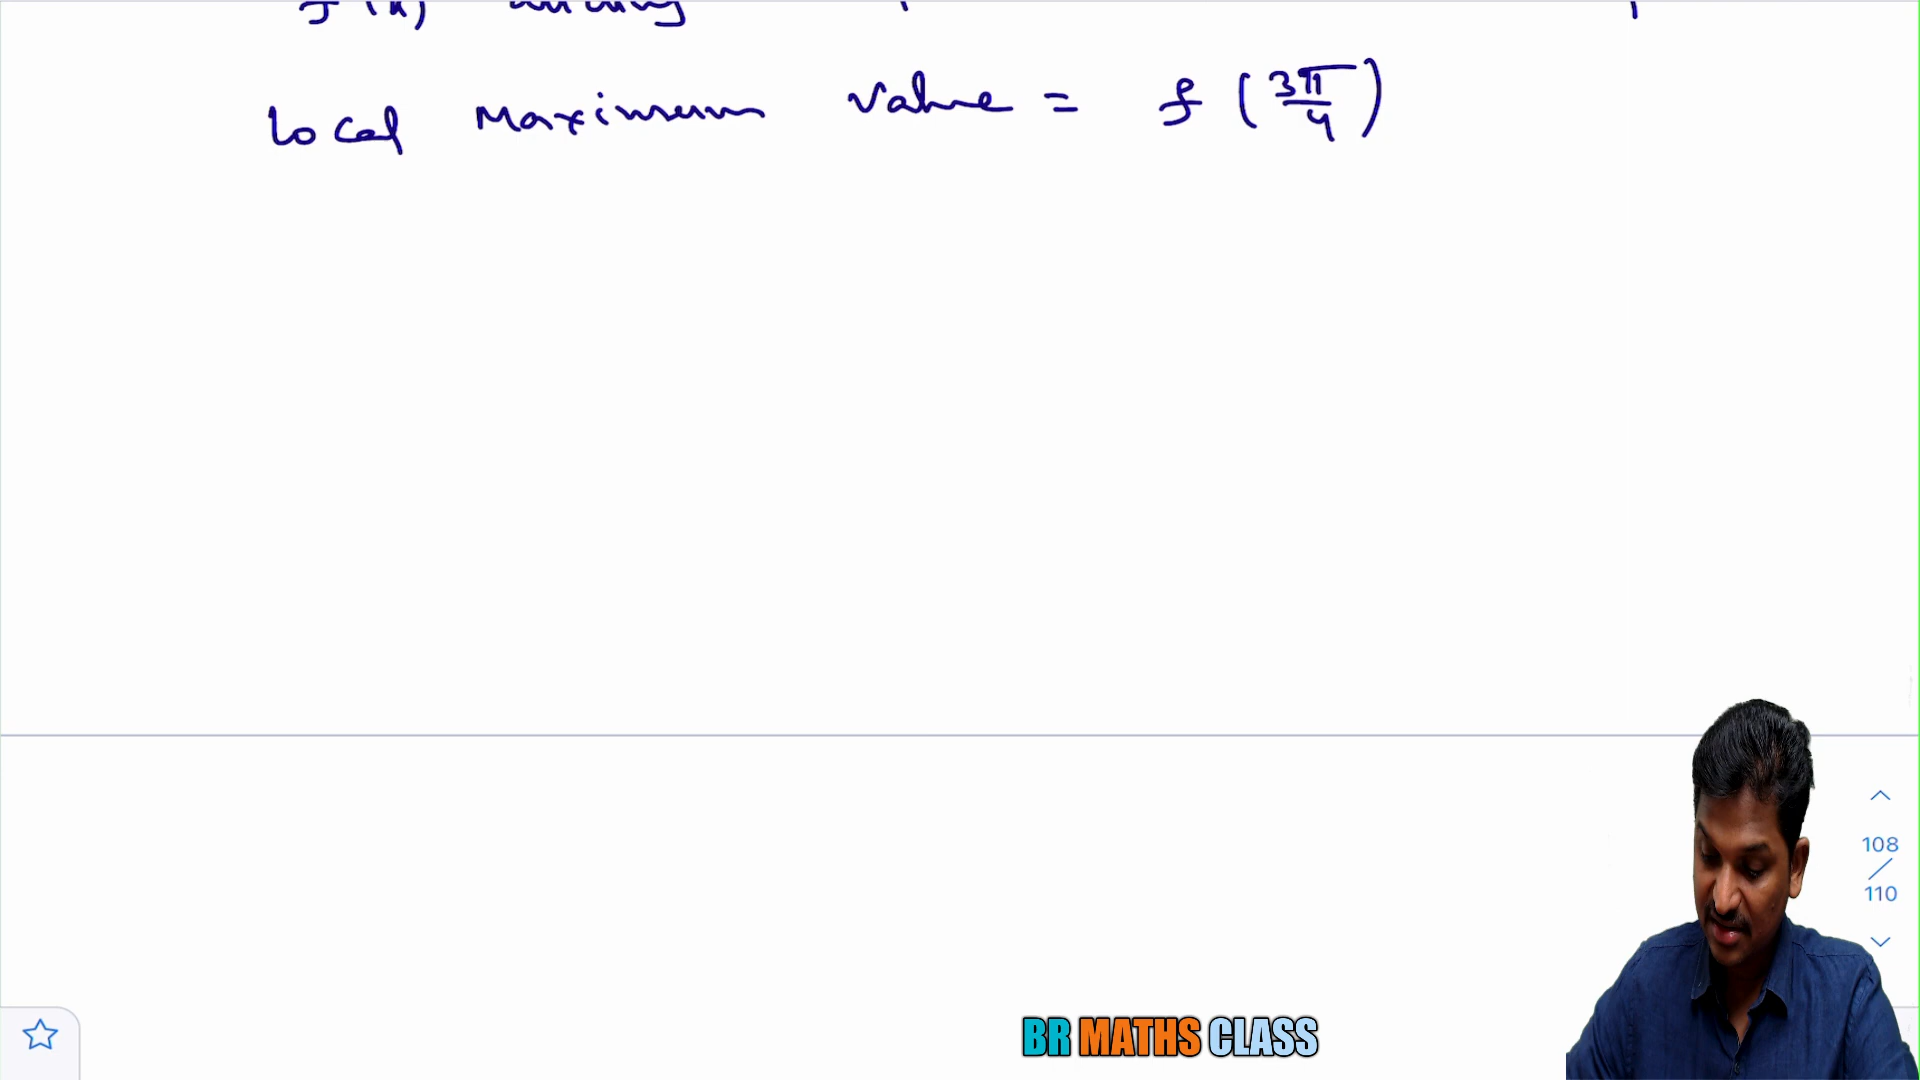 f(x)
Local Maximum Value = f (3π/4)
108
/
110
BR MATHS CLASS